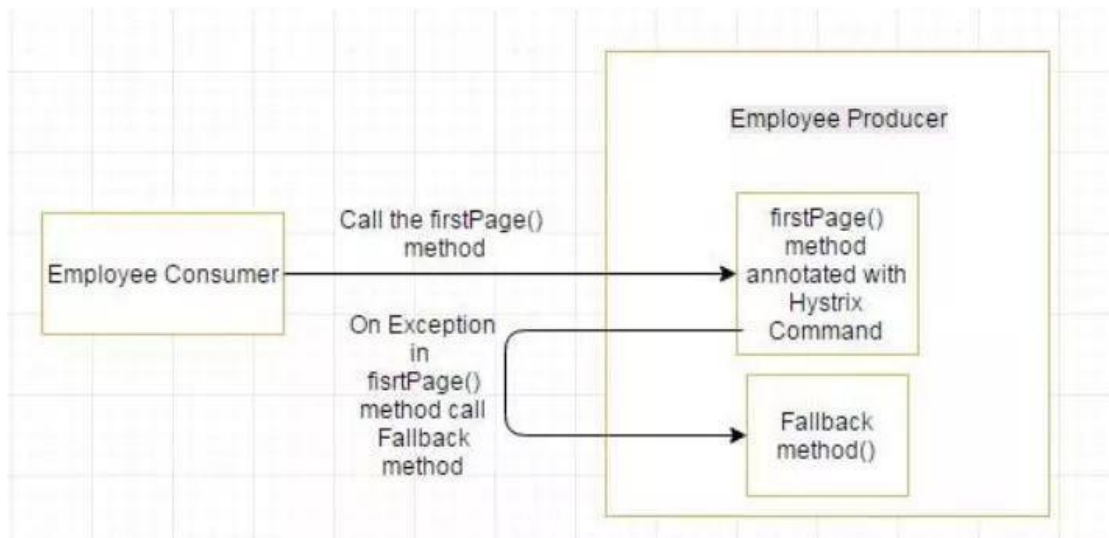 Employee Producer
Employee Consumer
Call the firstPage()
method
firstPage()
method
annotated with
Hystrix
Command
On Exception
in
fisrtPage()
method call
Fallback
method
Fallback
method()